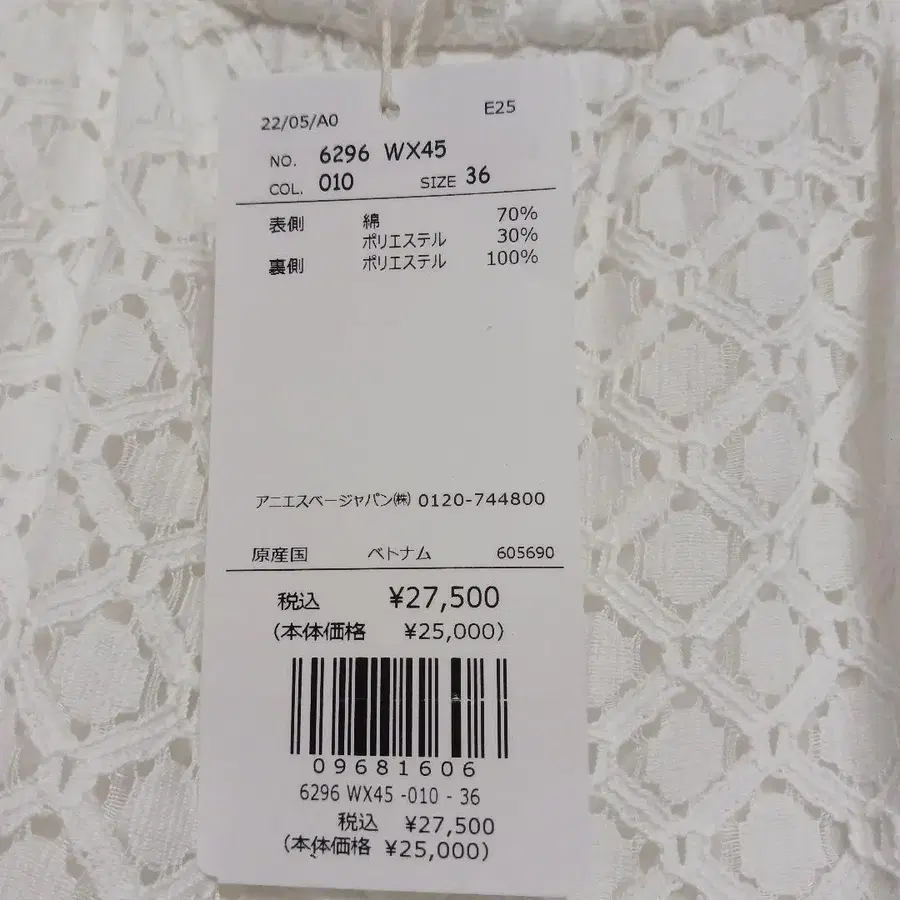 22/05/A0 E25
NO. 6296 WX45
COL. 010 SIZE 36
表側 綿 70%
ポリエステル 30%
裏側 ポリエステル 100%
アニエスベージャパン㈱ 0120-744800
原産国 ベトナム 605690
税込 ¥27,500
(本体価格 ¥25,000)
09681606
6296 WX45 -010 - 36
税込 ¥27,500
(本体価格 ¥25,000)